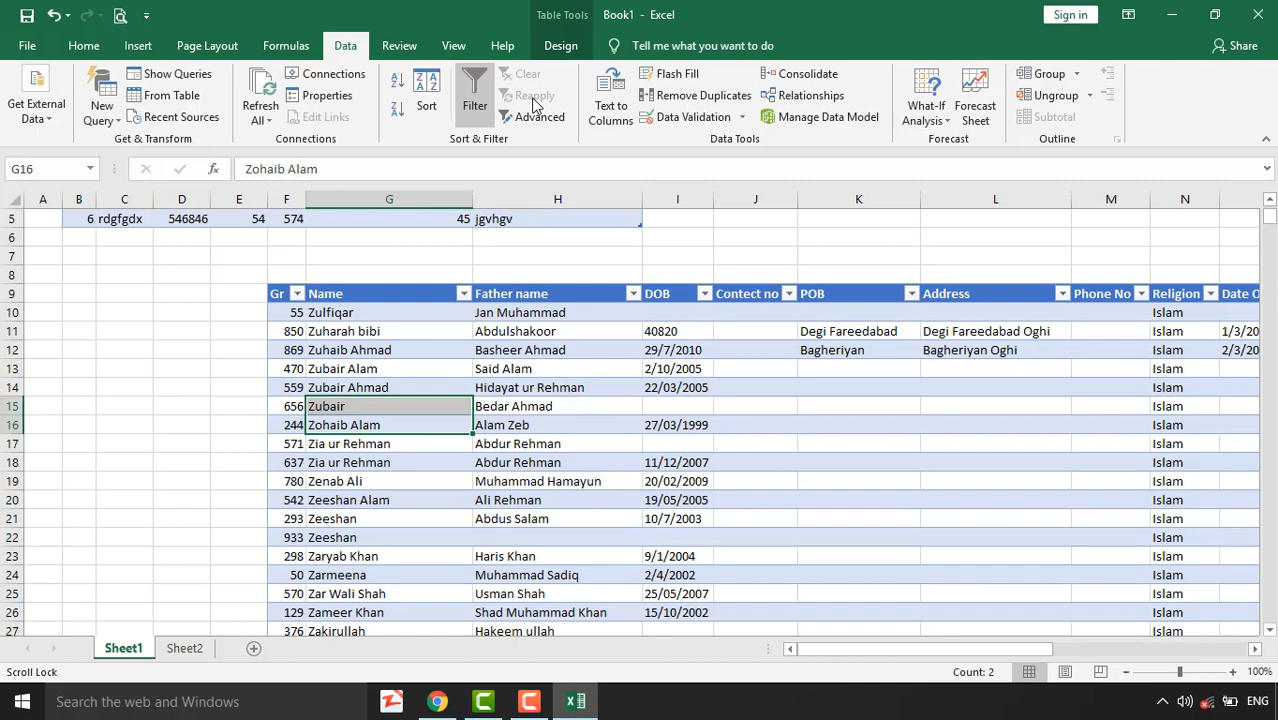 Table Tools Book1 - Excel Sign in
File Home Insert Page Layout Formulas Data Review View Help Design Tell me what you want to do Share
Get External Data
New Query
Show Queries
From Table
Recent Sources
Get & Transform
Refresh All
Connections
Properties
Edit Links
Connections
Sort
Filter
Clear
Reapply
Advanced
Sort & Filter
Text to Columns
Flash Fill
Remove Duplicates
Data Validation
Consolidate
Relationships
Manage Data Model
Data Tools
What-If Analysis
Forecast Sheet
Forecast
Group
Ungroup
Subtotal
Outline
G16 fx Zohaib Alam
A B C D E F G H I J K L M N
5 6 rdgfgdx 546846 54 574 45 jgvhgv
6
7
8
9 Gr Name Father name DOB Contect no POB Address Phone No Religion Date O
10 55 Zulfiqar Jan Muhammad Islam
11 850 Zuharah bibi Abdulshakoor 40820 Degi Fareedabad Degi Fareedabad Oghi Islam 1/3/20
12 869 Zuhaib Ahmad Basheer Ahmad 29/7/2010 Bagheriyan Bagheriyan Oghi Islam 2/3/20
13 470 Zubair Alam Said Alam 2/10/2005 Islam
14 559 Zubair Ahmad Hidayat ur Rehman 22/03/2005 Islam
15 656 Zubair Bedar Ahmad Islam
16 244 Zohaib Alam Alam Zeb 27/03/1999 Islam
17 571 Zia ur Rehman Abdur Rehman Islam
18 637 Zia ur Rehman Abdur Rehman 11/12/2007 Islam
19 780 Zenab Ali Muhammad Hamayun 20/02/2009 Islam
20 542 Zeeshan Alam Ali Rehman 19/05/2005 Islam
21 293 Zeeshan Abdus Salam 10/7/2003 Islam
22 933 Zeeshan Islam
23 298 Zaryab Khan Haris Khan 9/1/2004 Islam
24 50 Zarmeena Muhammad Sadiq 2/4/2002 Islam
25 570 Zar Wali Shah Usman Shah 25/05/2007 Islam
26 129 Zameer Khan Shad Muhammad Khan 15/10/2002 Islam
27 376 Zakirullah Hakeem ullah Islam
Sheet1 Sheet2
Scroll Lock Count: 2 100%
Search the web and Windows ENG